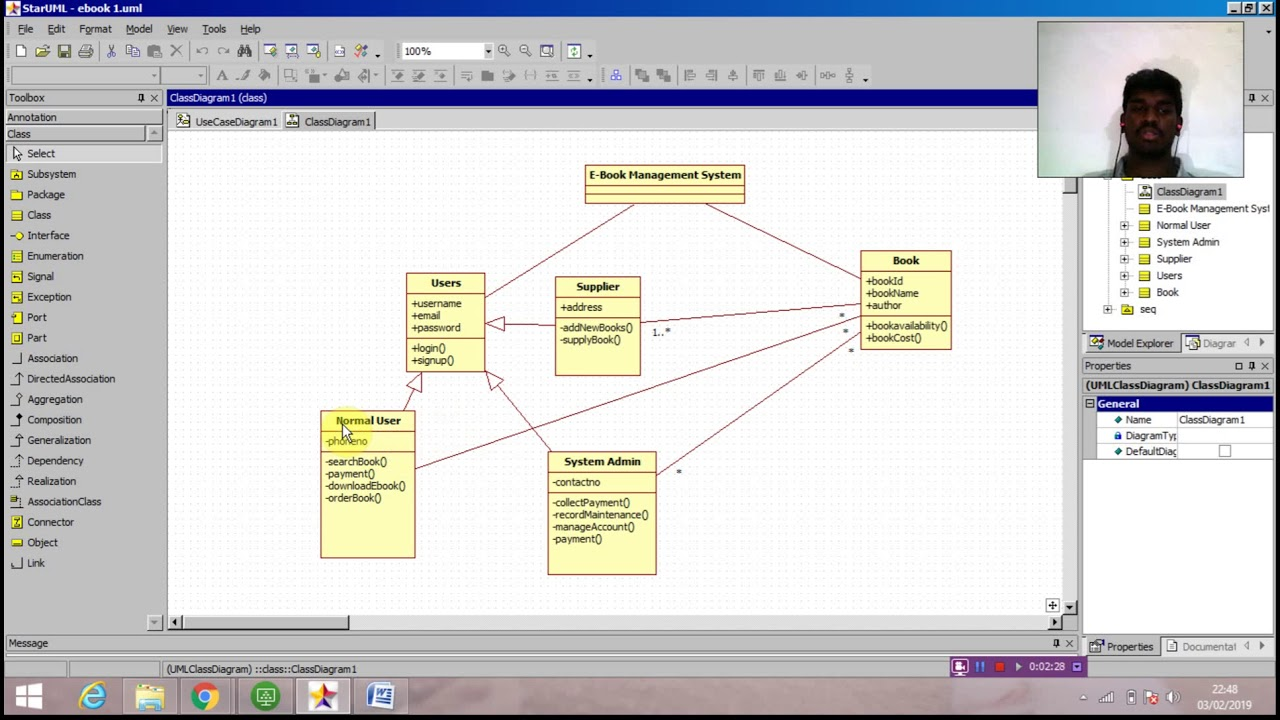 StarUML - ebook 1.uml
File Edit Format Model View Tools Help
100%
Toolbox
Annotation
Class
Select
Subsystem
Package
Class
Interface
Enumeration
Signal
Exception
Port
Part
Association
DirectedAssociation
Aggregation
Composition
Generalization
Dependency
Realization
AssociationClass
Connector
Object
Link
ClassDiagram1 (class)
UseCaseDiagram1 ClassDiagram1
E-Book Management System
Users
+username
+email
+password
+login()
+signup()
Supplier
+address
-addNewBooks()
-supplyBook()
1..*
Book
+bookId
+bookName
+author
+bookavailability()
+bookCost()
*
*
*
Normal User
-phoneno
-searchBook()
-payment()
-downloadEbook()
-orderBook()
System Admin
-contactno
-collectPayment()
-recordMaintenance()
-manageAccount()
-payment()
*
ClassDiagram1
E-Book Management Syst
Normal User
System Admin
Supplier
Users
Book
seq
Model Explorer Diagrar
Properties
(UMLClassDiagram) ClassDiagram1
General
Name ClassDiagram1
DiagramTyp
DefaultDiag
Properties Documentat
Message
(UMLClassDiagram) ::class::ClassDiagram1
0:02:28
22:48
03/02/2019